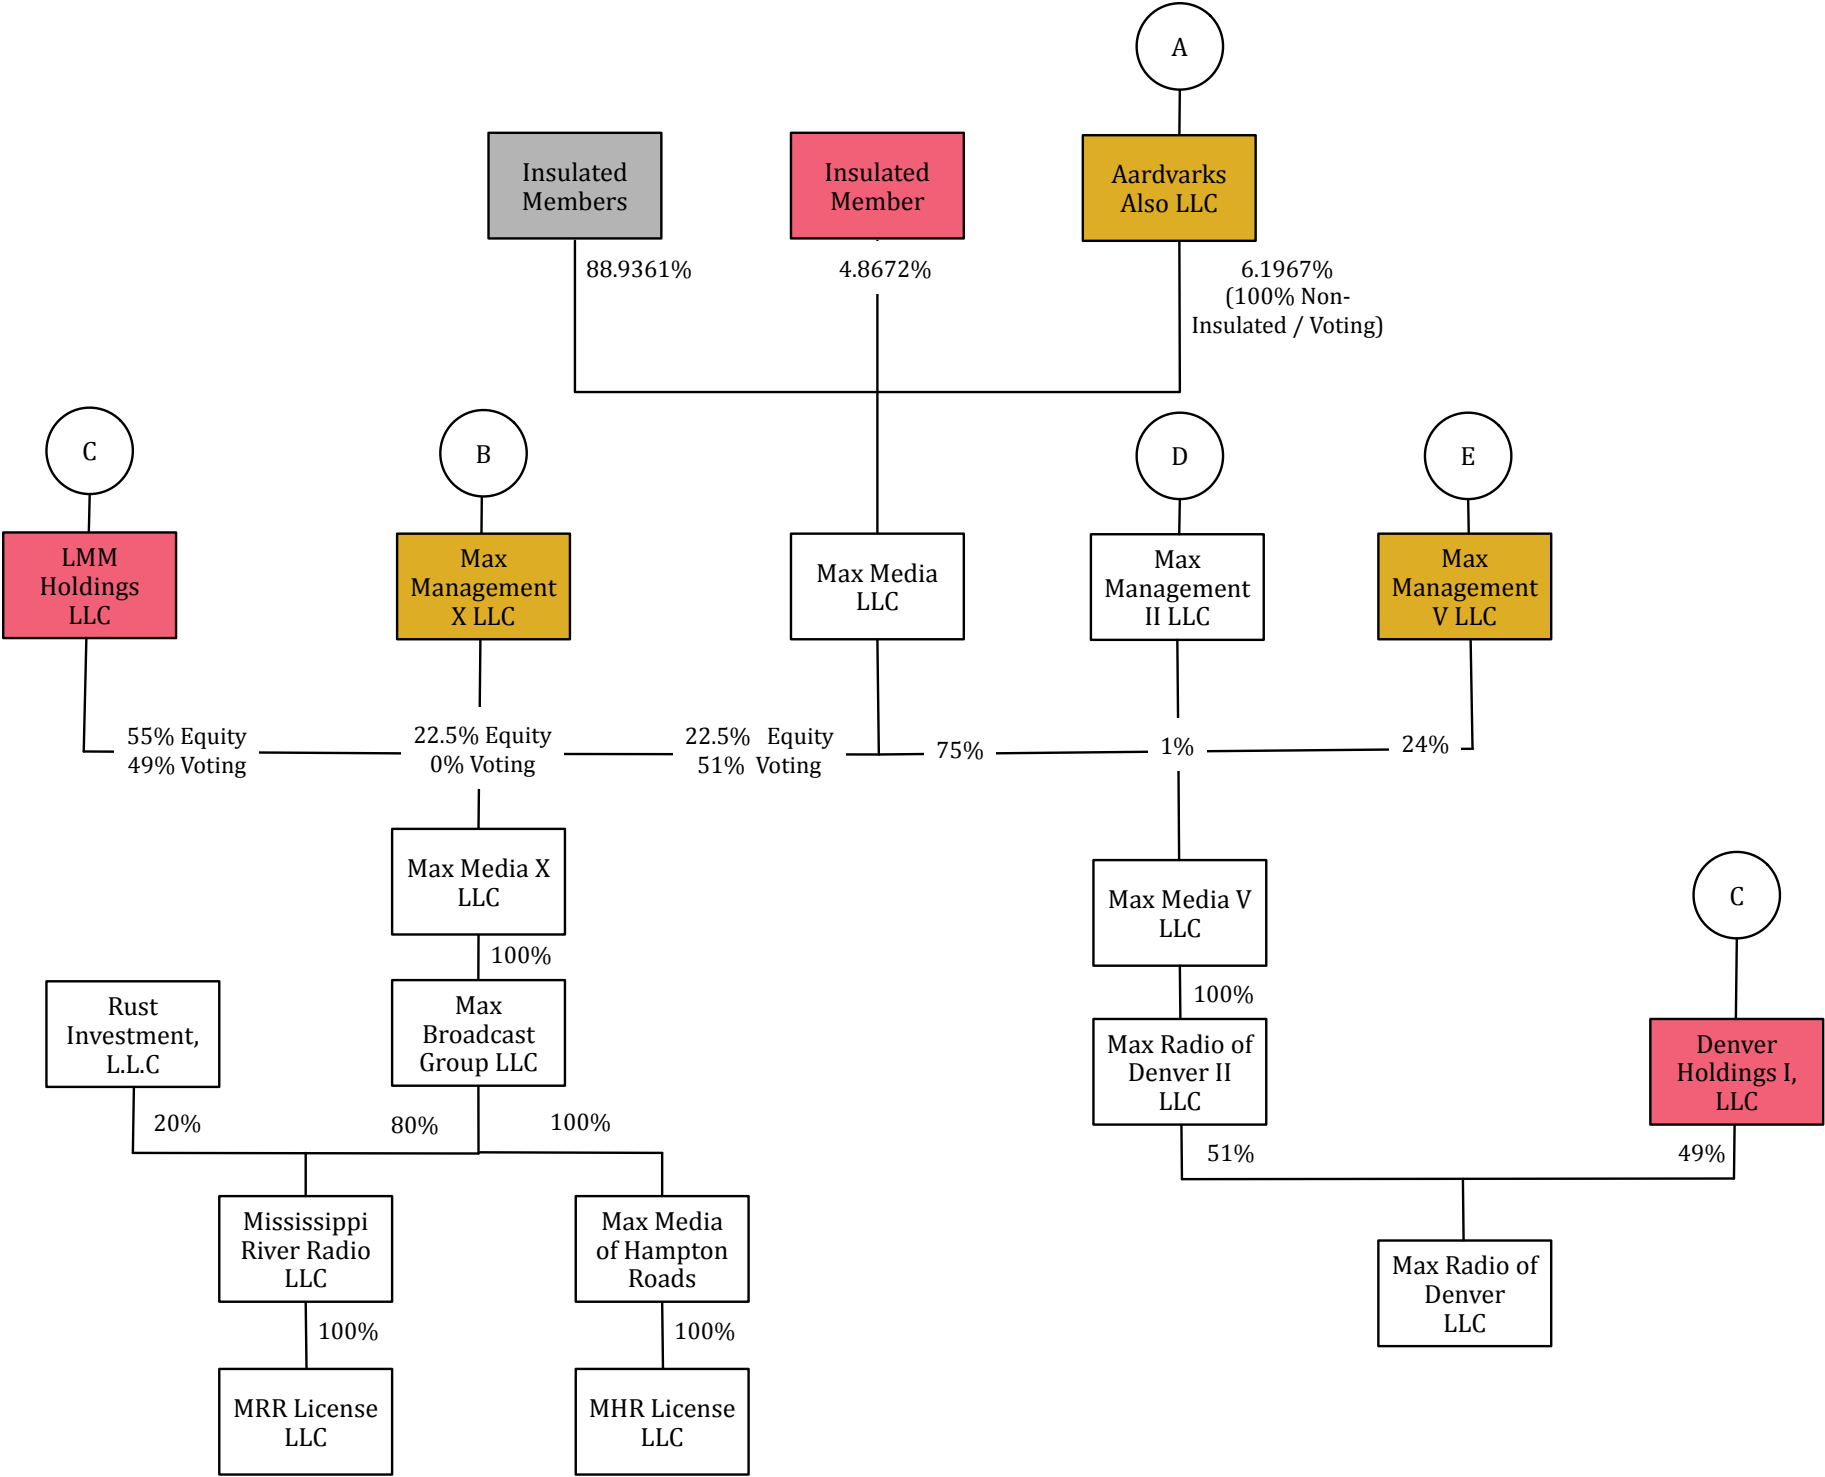 A
Insulated
Members
Insulated
Member
Aardvarks
Also LLC
88.9361%
4.8672%
6.1967%
(100% Non-
Insulated / Voting)
C
B
D
E
LMM
Holdings
LLC
Max
Management
X LLC
Max Media
LLC
Max
Management
II LLC
Max
Management
V LLC
55% Equity
49% Voting
22.5% Equity
0% Voting
22.5% Equity
51% Voting
75%
1%
24%
Max Media X
LLC
Max Media V
LLC
C
100%
100%
Rust
Investment,
L.L.C
Max
Broadcast
Group LLC
Max Radio of
Denver II
LLC
Denver
Holdings I,
LLC
20%
80%
100%
51%
49%
Mississippi
River Radio
LLC
Max Media
of Hampton
Roads
Max Radio of
Denver
LLC
100%
100%
MRR License
LLC
MHR License
LLC